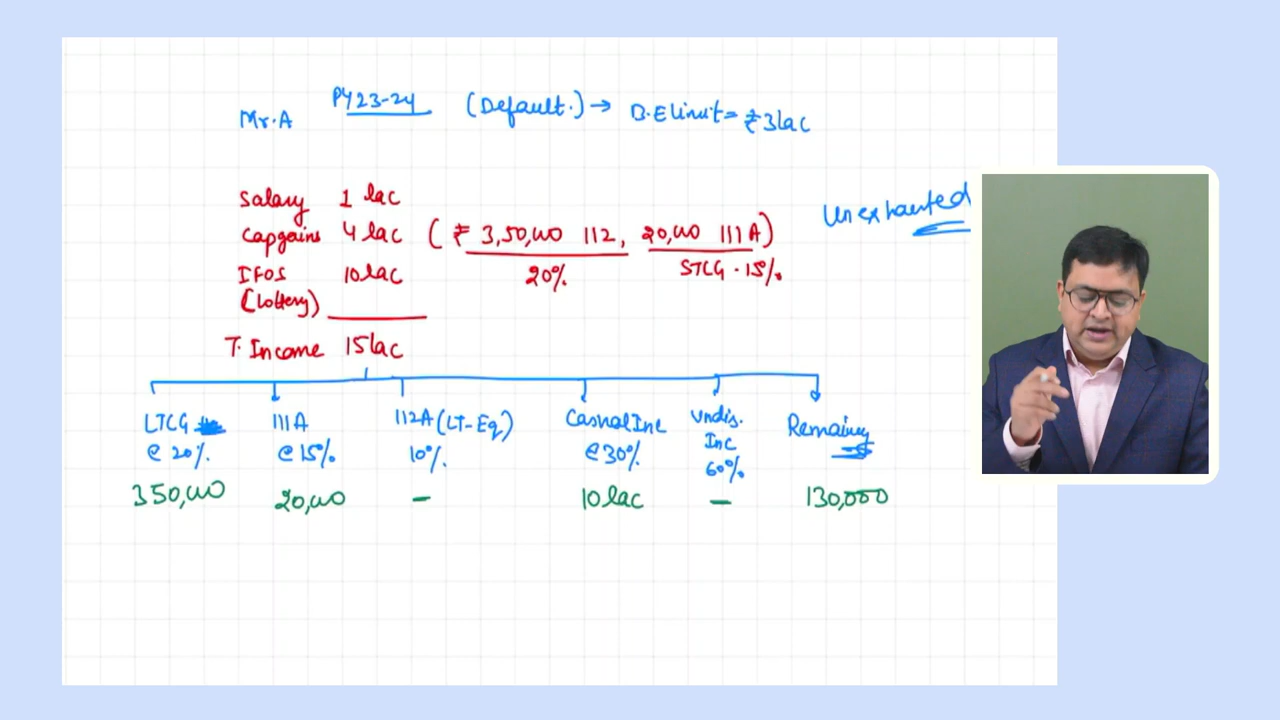 Mr.A PY23-24 (Default.) → B.E limit = ₹3lac
Unexhausted
Salary 1 lac
Capgains 4 lac (₹ 3,50,000 112, 20,000 111A)
20% STCG · 15%
IFOS 10 lac
(Lottery)
T. Income 15 lac
LTCG 111A 112A (LT-Eq) Casual Inc Undis. Inc Remaing
@ 20% @ 15% 10% @ 30% 60%
350,000 20,000 – 10 lac – 130,000